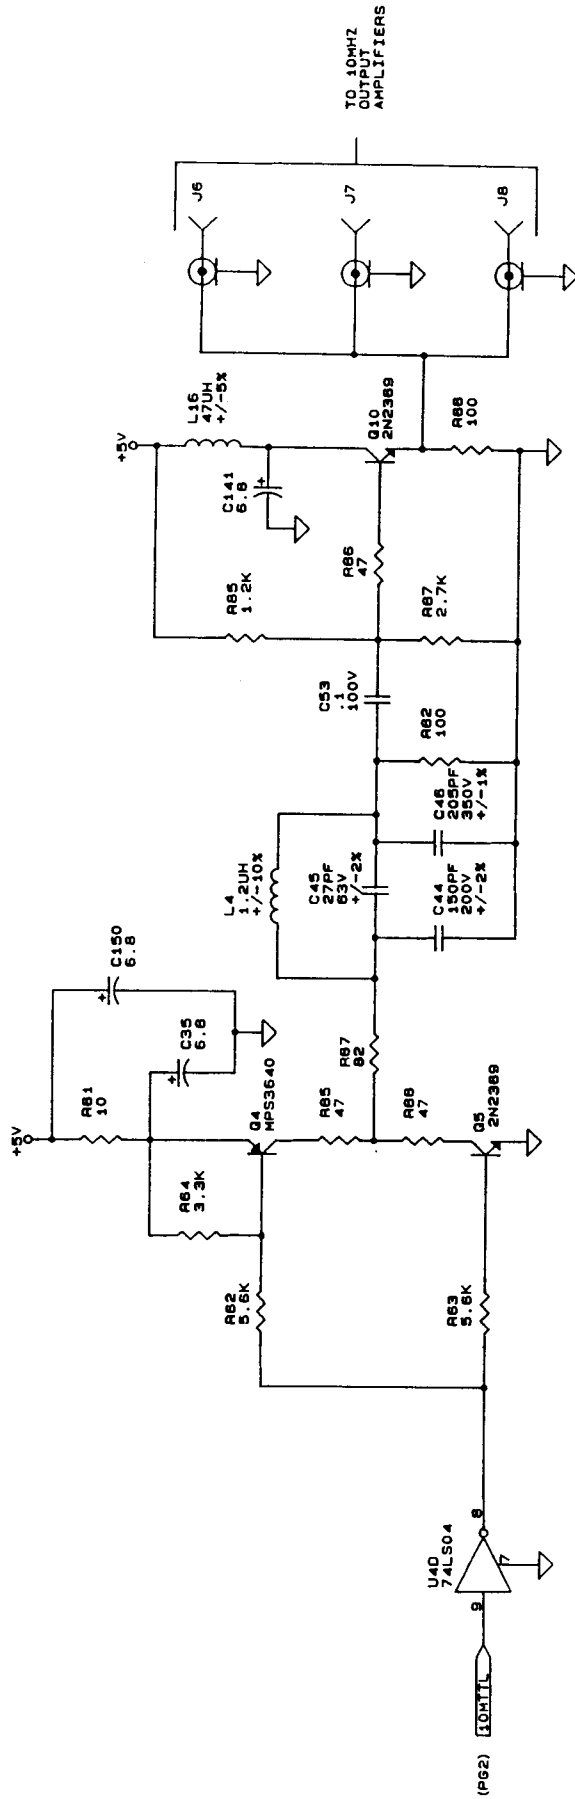 (PG2)
10MTTL
9
U4D
74LS04
7
8
R62
5.6K
R63
5.6K
R64
3.3K
+5V
R61
10
C35
6.8
+
C150
6.8
+
Q4
MPS3640
R65
47
R66
47
Q5
2N2369
R67
82
L4
1.2UH
+/-10%
C45
27PF
63V
+/-2%
C44
150PF
200V
+/-2%
C46
205PF
350V
+/-1%
R82
100
C53
.1
100V
R85
1.2K
R87
2.7K
R86
47
+5V
L16
47UH
+/-5%
C141
6.8
+
Q10
2N2369
R88
100
J6
J7
J8
TO 10MHZ
OUTPUT
AMPLIFIERS